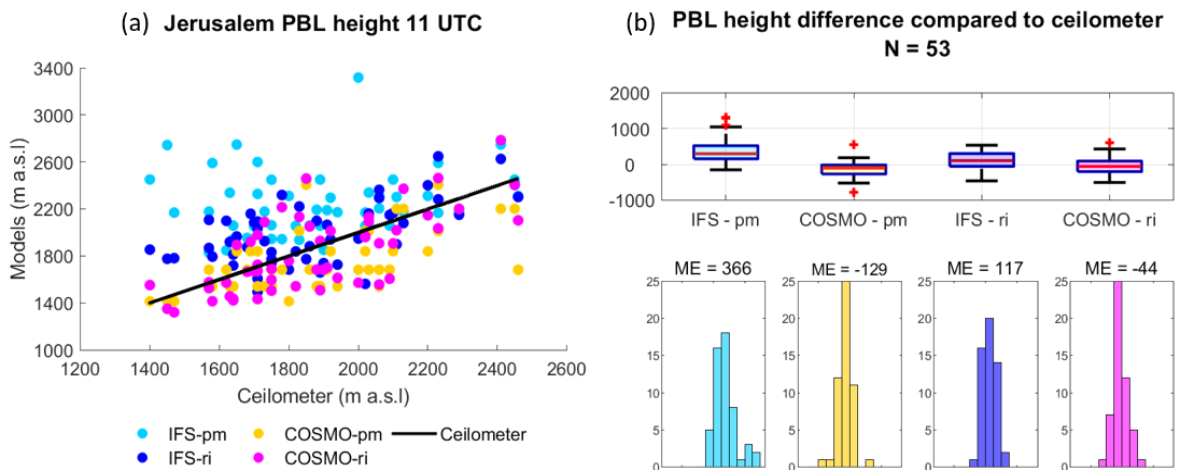 (a) Jerusalem PBL height 11 UTC
3400
3000
2600
2200
1800
1400
1000
Models (m a.s.l)
1200 1400 1600 1800 2000 2200 2400 2600
Ceilometer (m a.s.l)
IFS-pm COSMO-pm Ceilometer
IFS-ri COSMO-ri
(b) PBL height difference compared to ceilometer
N = 53
2000
1000
0
-1000
IFS - pm COSMO - pm IFS - ri COSMO - ri
ME = 366 ME = -129 ME = 117 ME = -44
25 25 25 25
20 20 20 20
15 15 15 15
10 10 10 10
5 5 5 5
0 0 0 0